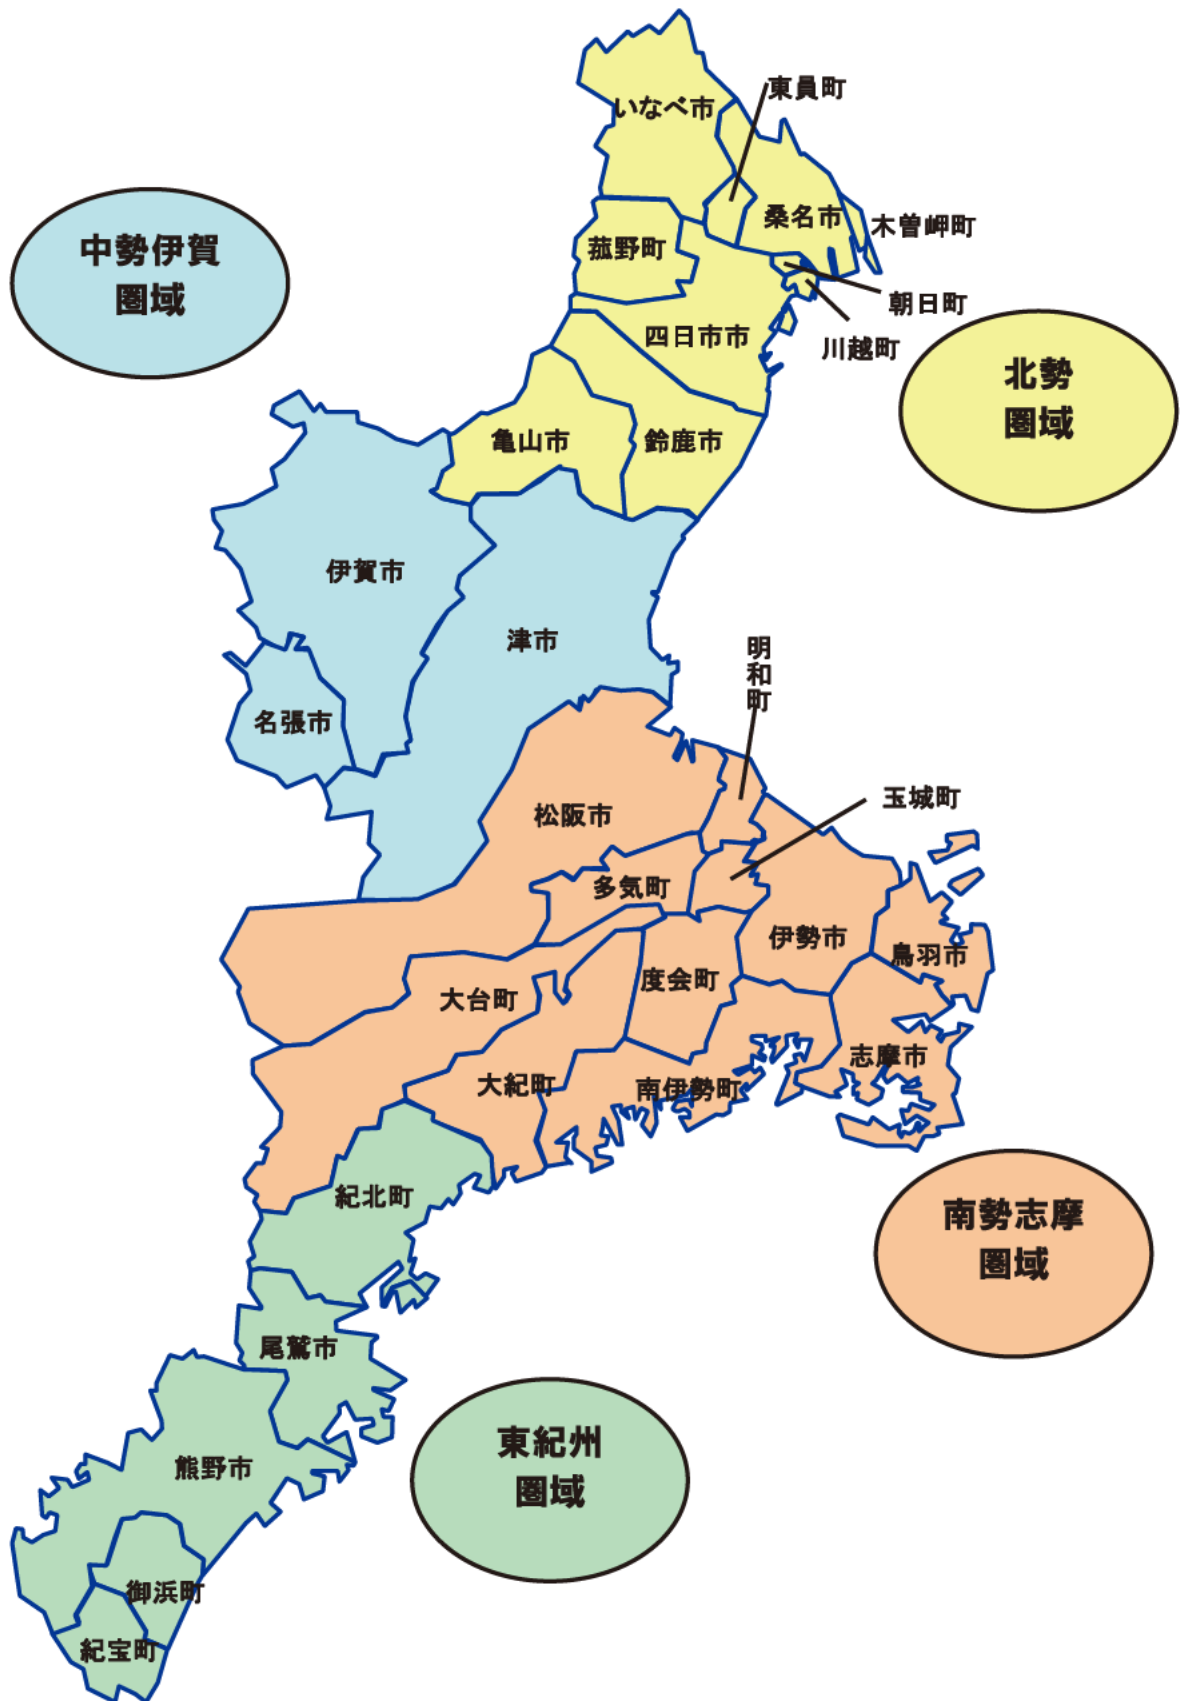 いなべ市
東員町
桑名市
木曽岬町
菰野町
朝日町
川越町
四日市市
中勢伊賀
圏域
北勢
圏域
亀山市
鈴鹿市
伊賀市
津市
名張市
明和町
玉城町
松阪市
多気町
伊勢市
鳥羽市
度会町
大台町
志摩市
大紀町
南伊勢町
南勢志摩
圏域
紀北町
尾鷲市
東紀州
圏域
熊野市
御浜町
紀宝町